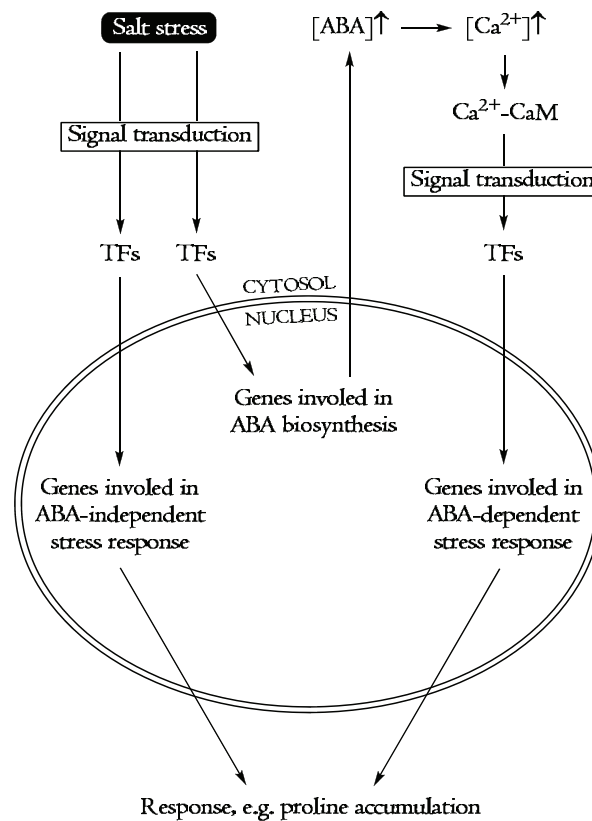 Salt stress
[ABA]↑
[Ca²⁺]↑
Ca²⁺-CaM
Signal transduction
Signal transduction
TFs
TFs
TFs
CYTOSOL
NUCLEUS
Genes involed in
ABA biosynthesis
Genes involed in
ABA-independent
stress response
Genes involed in
ABA-dependent
stress response
Response, e.g. proline accumulation